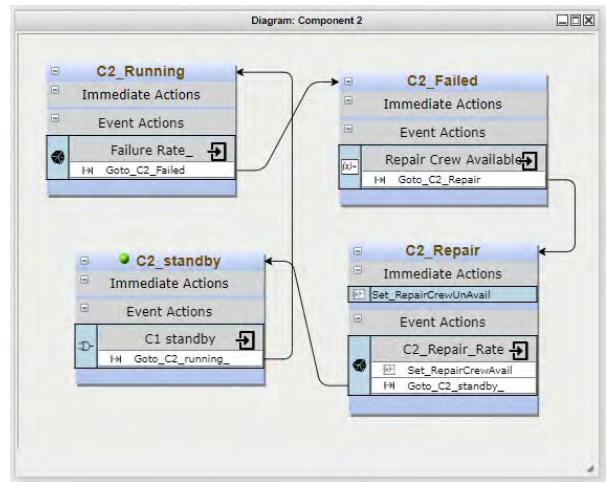 Diagram: Component 2
C2_Running
Immediate Actions
Event Actions
Failure Rate_
Goto_C2_Failed
C2_Failed
Immediate Actions
Event Actions
Repair Crew Available
Goto_C2_Repair
C2_standby
Immediate Actions
Event Actions
C1 standby
Goto_C2_running_
C2_Repair
Immediate Actions
Set_RepairCrewUnAvail
Event Actions
C2_Repair_Rate
Set_RepairCrewAvail
Goto_C2_standby_